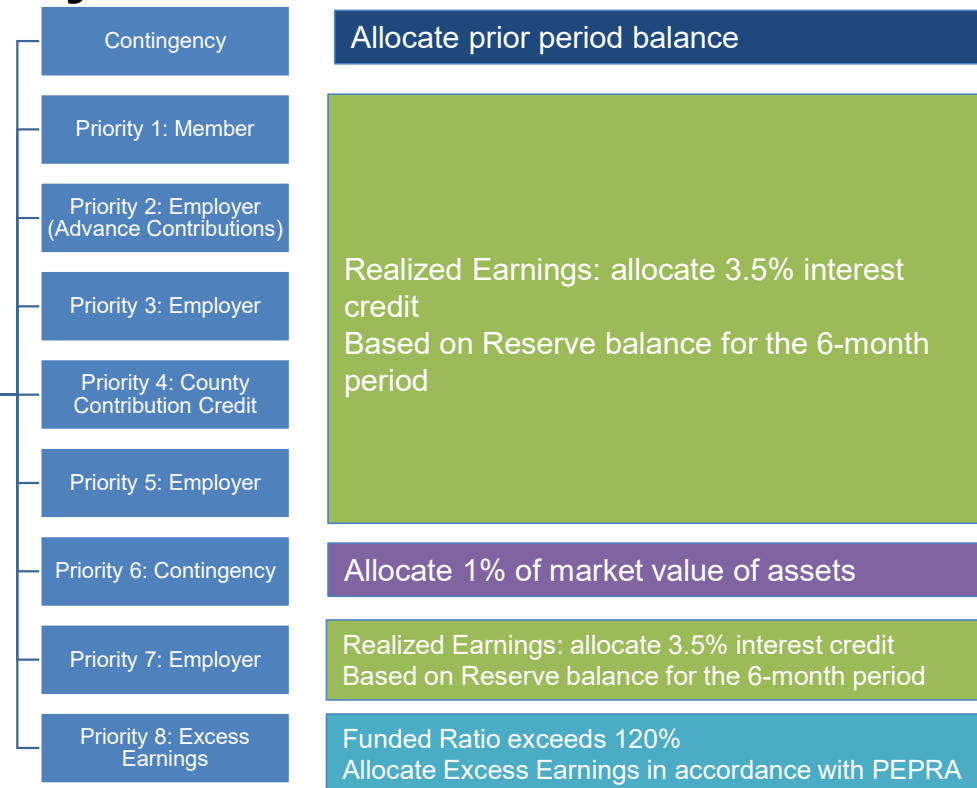 Contingency
Allocate prior period balance
Priority 1: Member
Priority 2: Employer
(Advance Contributions)
Priority 3: Employer
Priority 4: County
Contribution Credit
Priority 5: Employer
Realized Earnings: allocate 3.5% interest
credit
Based on Reserve balance for the 6-month
period
Priority 6: Contingency
Allocate 1% of market value of assets
Priority 7: Employer
Realized Earnings: allocate 3.5% interest credit
Based on Reserve balance for the 6-month period
Priority 8: Excess
Earnings
Funded Ratio exceeds 120%
Allocate Excess Earnings in accordance with PEPRA